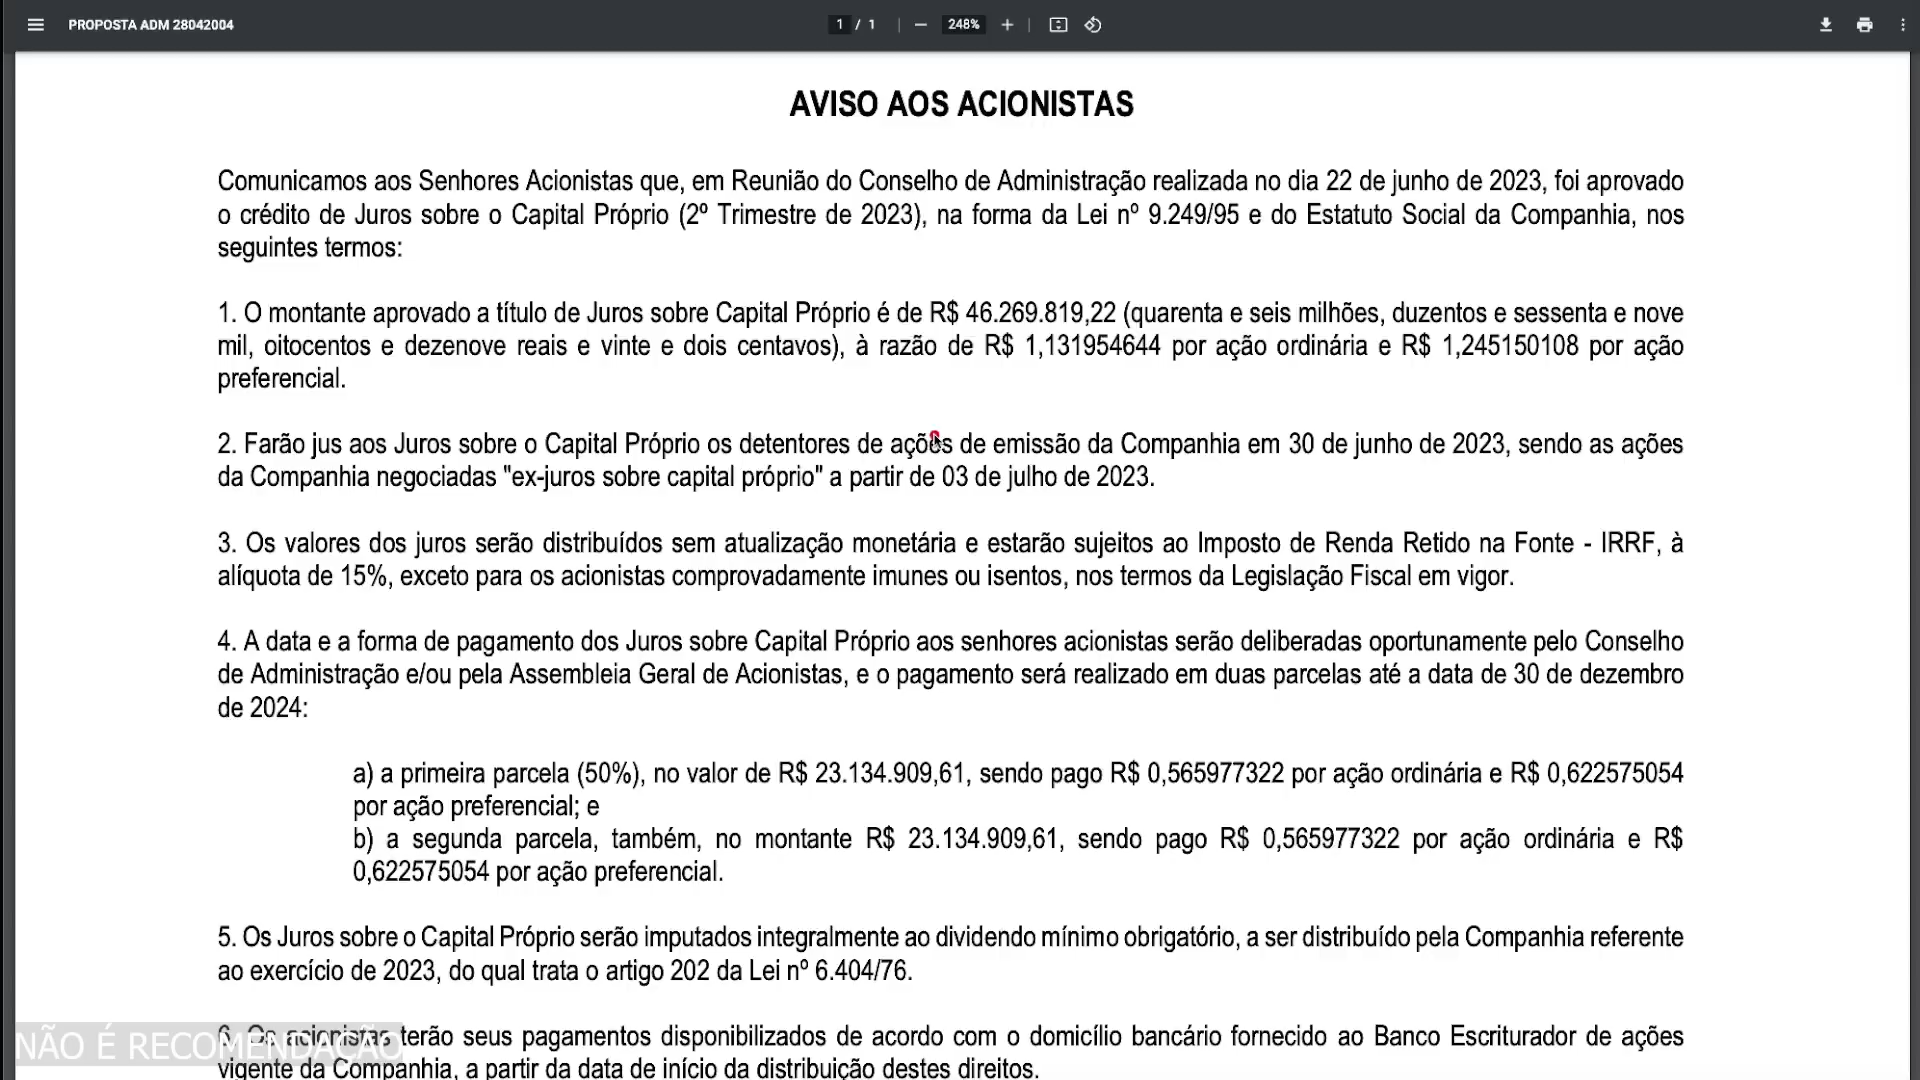 PROPOSTA ADM 28042004
1 / 1
248%
AVISO AOS ACIONISTAS
Comunicamos aos Senhores Acionistas que, em Reunião do Conselho de Administração realizada no dia 22 de junho de 2023, foi aprovado
o crédito de Juros sobre o Capital Próprio (2º Trimestre de 2023), na forma da Lei nº 9.249/95 e do Estatuto Social da Companhia, nos
seguintes termos:
1. O montante aprovado a título de Juros sobre Capital Próprio é de R$ 46.269.819,22 (quarenta e seis milhões, duzentos e sessenta e nove
mil, oitocentos e dezenove reais e vinte e dois centavos), à razão de R$ 1,131954644 por ação ordinária e R$ 1,245150108 por ação
preferencial.
2. Farão jus aos Juros sobre o Capital Próprio os detentores de ações de emissão da Companhia em 30 de junho de 2023, sendo as ações
da Companhia negociadas "ex-juros sobre capital próprio" a partir de 03 de julho de 2023.
3. Os valores dos juros serão distribuídos sem atualização monetária e estarão sujeitos ao Imposto de Renda Retido na Fonte - IRRF, à
alíquota de 15%, exceto para os acionistas comprovadamente imunes ou isentos, nos termos da Legislação Fiscal em vigor.
4. A data e a forma de pagamento dos Juros sobre Capital Próprio aos senhores acionistas serão deliberadas oportunamente pelo Conselho
de Administração e/ou pela Assembleia Geral de Acionistas, e o pagamento será realizado em duas parcelas até a data de 30 de dezembro
de 2024:
a) a primeira parcela (50%), no valor de R$ 23.134.909,61, sendo pago R$ 0,565977322 por ação ordinária e R$ 0,622575054
por ação preferencial; e
b) a segunda parcela, também, no montante R$ 23.134.909,61, sendo pago R$ 0,565977322 por ação ordinária e R$
0,622575054 por ação preferencial.
5. Os Juros sobre o Capital Próprio serão imputados integralmente ao dividendo mínimo obrigatório, a ser distribuído pela Companhia referente
ao exercício de 2023, do qual trata o artigo 202 da Lei nº 6.404/76.
6. Os acionistas terão seus pagamentos disponibilizados de acordo com o domicílio bancário fornecido ao Banco Escriturador de ações
NÃO É RECOMENDAÇÃO
vigente da Companhia, a partir da data de início da distribuição destes direitos.